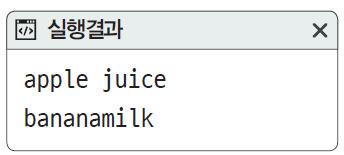 실행결과
apple juice
bananamilk